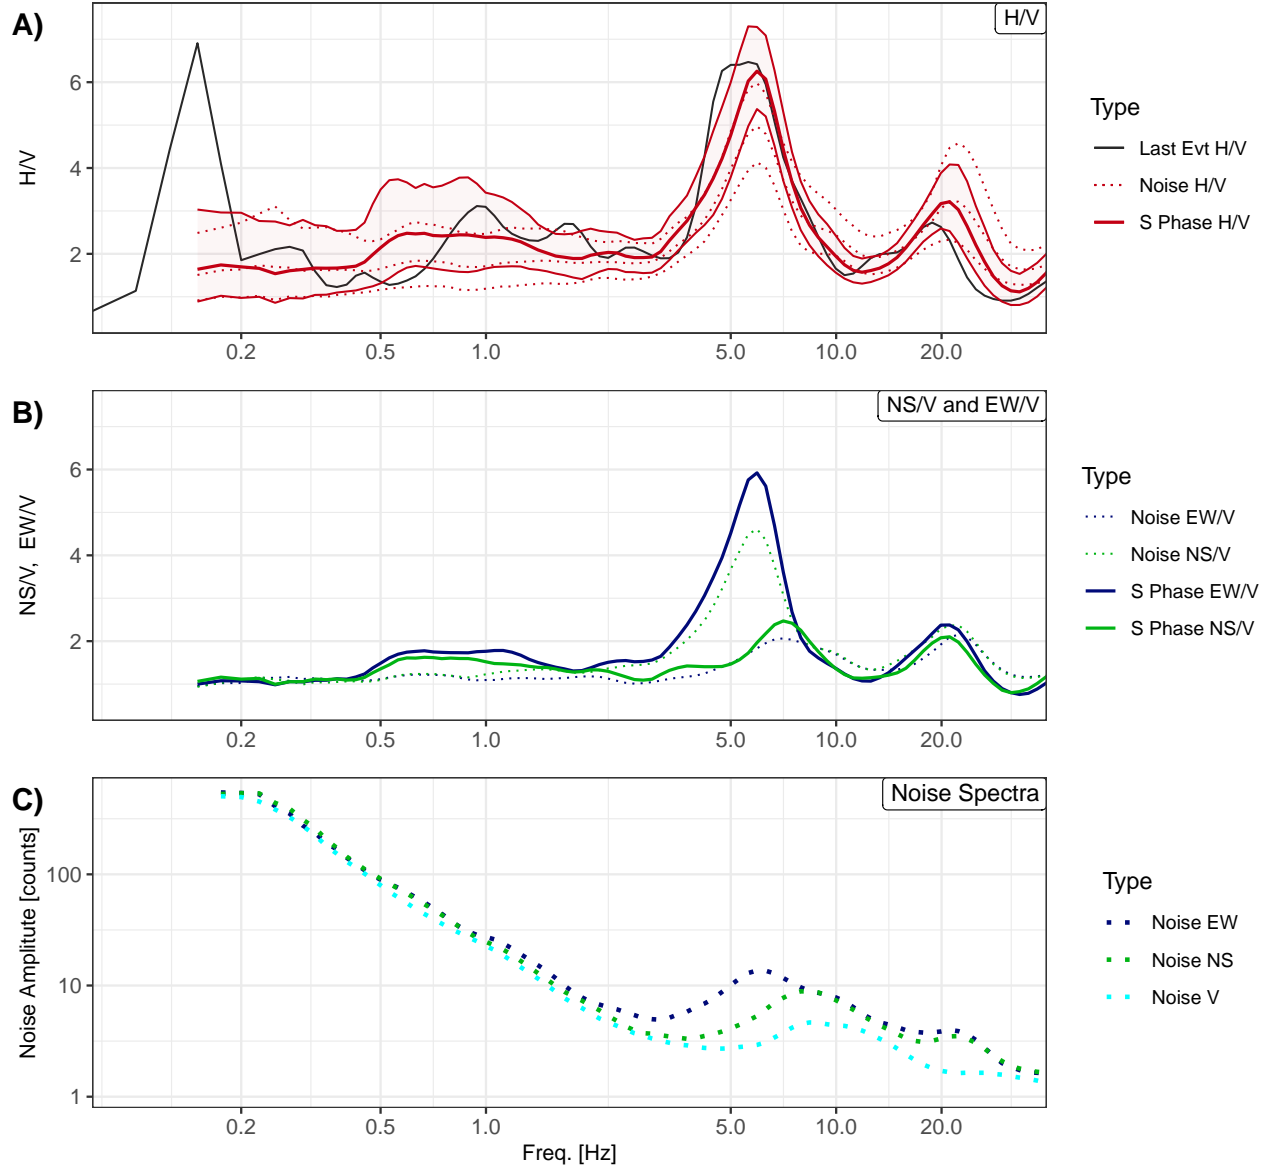 A)
H/V
6
4
2
H/V
0.2 0.5 1.0 5.0 10.0 20.0
Type
Last Evt H/V
Noise H/V
S Phase H/V
B)
NS/V and EW/V
6
4
2
NS/V, EW/V
0.2 0.5 1.0 5.0 10.0 20.0
Type
Noise EW/V
Noise NS/V
S Phase EW/V
S Phase NS/V
C)
Noise Spectra
100
10
1
Noise Amplitute [counts]
0.2 0.5 1.0 5.0 10.0 20.0
Freq. [Hz]
Type
Noise EW
Noise NS
Noise V